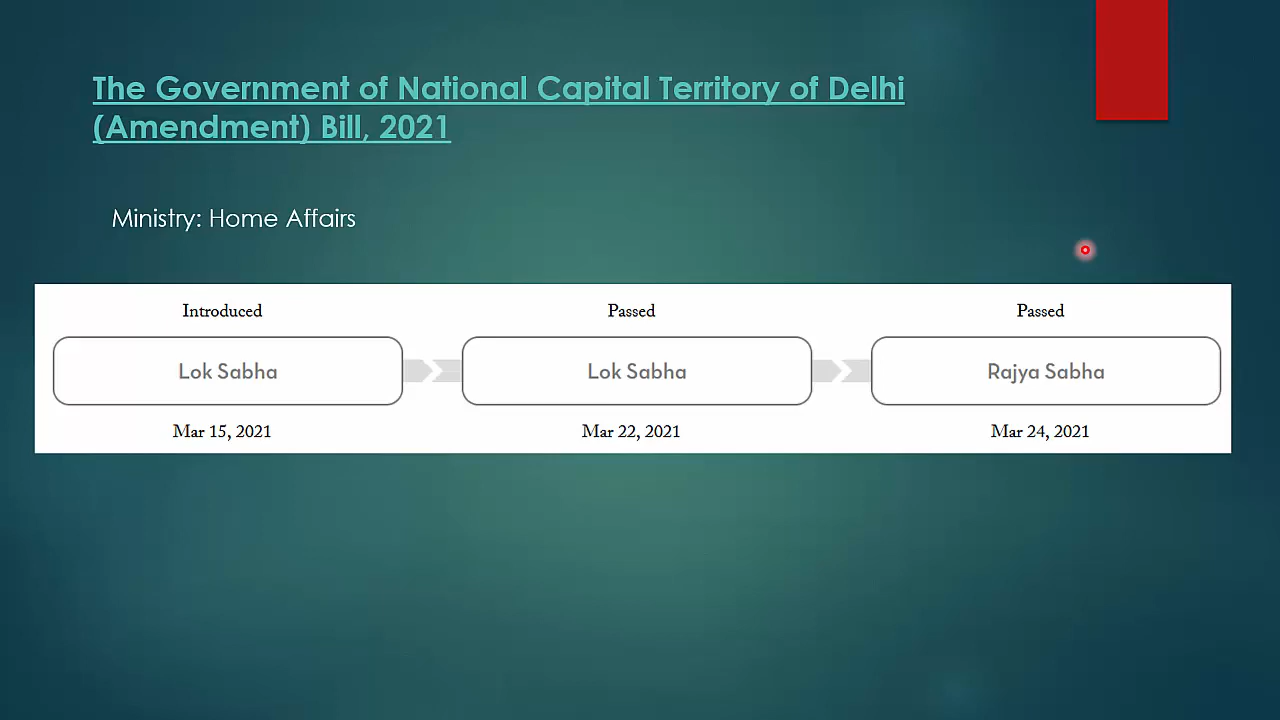 The Government of National Capital Territory of Delhi
(Amendment) Bill, 2021
Ministry: Home Affairs
Introduced Passed Passed
Lok Sabha Lok Sabha Rajya Sabha
Mar 15, 2021 Mar 22, 2021 Mar 24, 2021